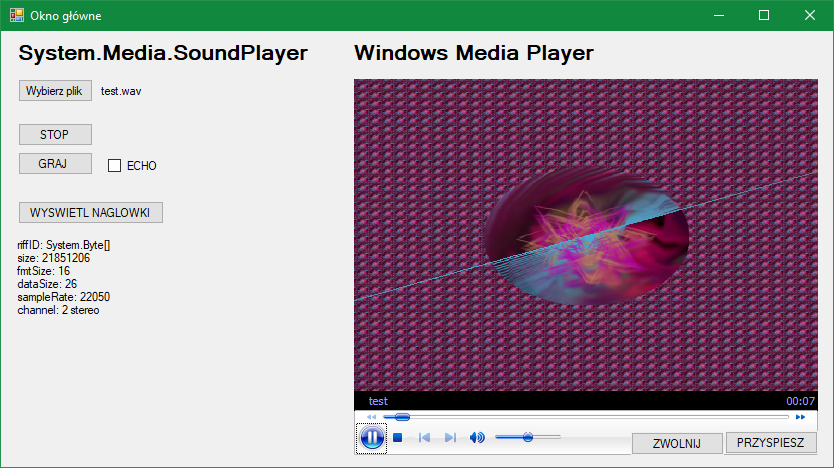 Okno główne
System.Media.SoundPlayer
Windows Media Player
Wybierz plik test.wav
STOP
GRAJ ECHO
WYSWIETL NAGLOWKI
riffID: System.Byte[]
size: 21851206
fmtSize: 16
dataSize: 26
sampleRate: 22050
channel: 2 stereo
test 00:07
ZWOLNIJ PRZYSPIESZ